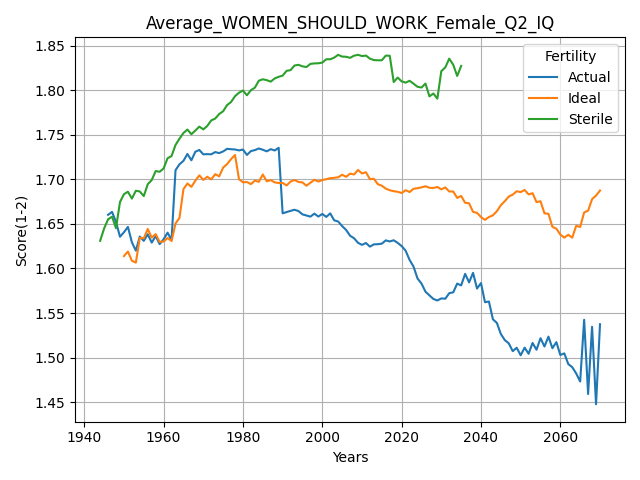 Average_WOMEN_SHOULD_WORK_Female_Q2_IQ
Score(1-2)
1.85
1.80
1.75
1.70
1.65
1.60
1.55
1.50
1.45
Fertility
Actual
Ideal
Sterile
1940
1960
1980
2000
2020
2040
2060
Years